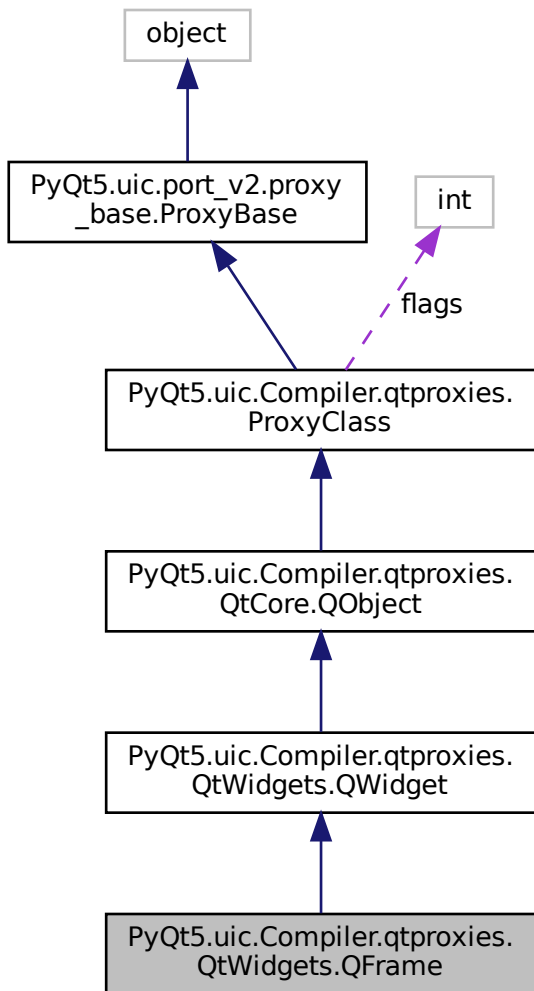 object
PyQt5.uic.port_v2.proxy
_base.ProxyBase
int
flags
PyQt5.uic.Compiler.qtproxies.
ProxyClass
PyQt5.uic.Compiler.qtproxies.
QtCore.QObject
PyQt5.uic.Compiler.qtproxies.
QtWidgets.QWidget
PyQt5.uic.Compiler.qtproxies.
QtWidgets.QFrame